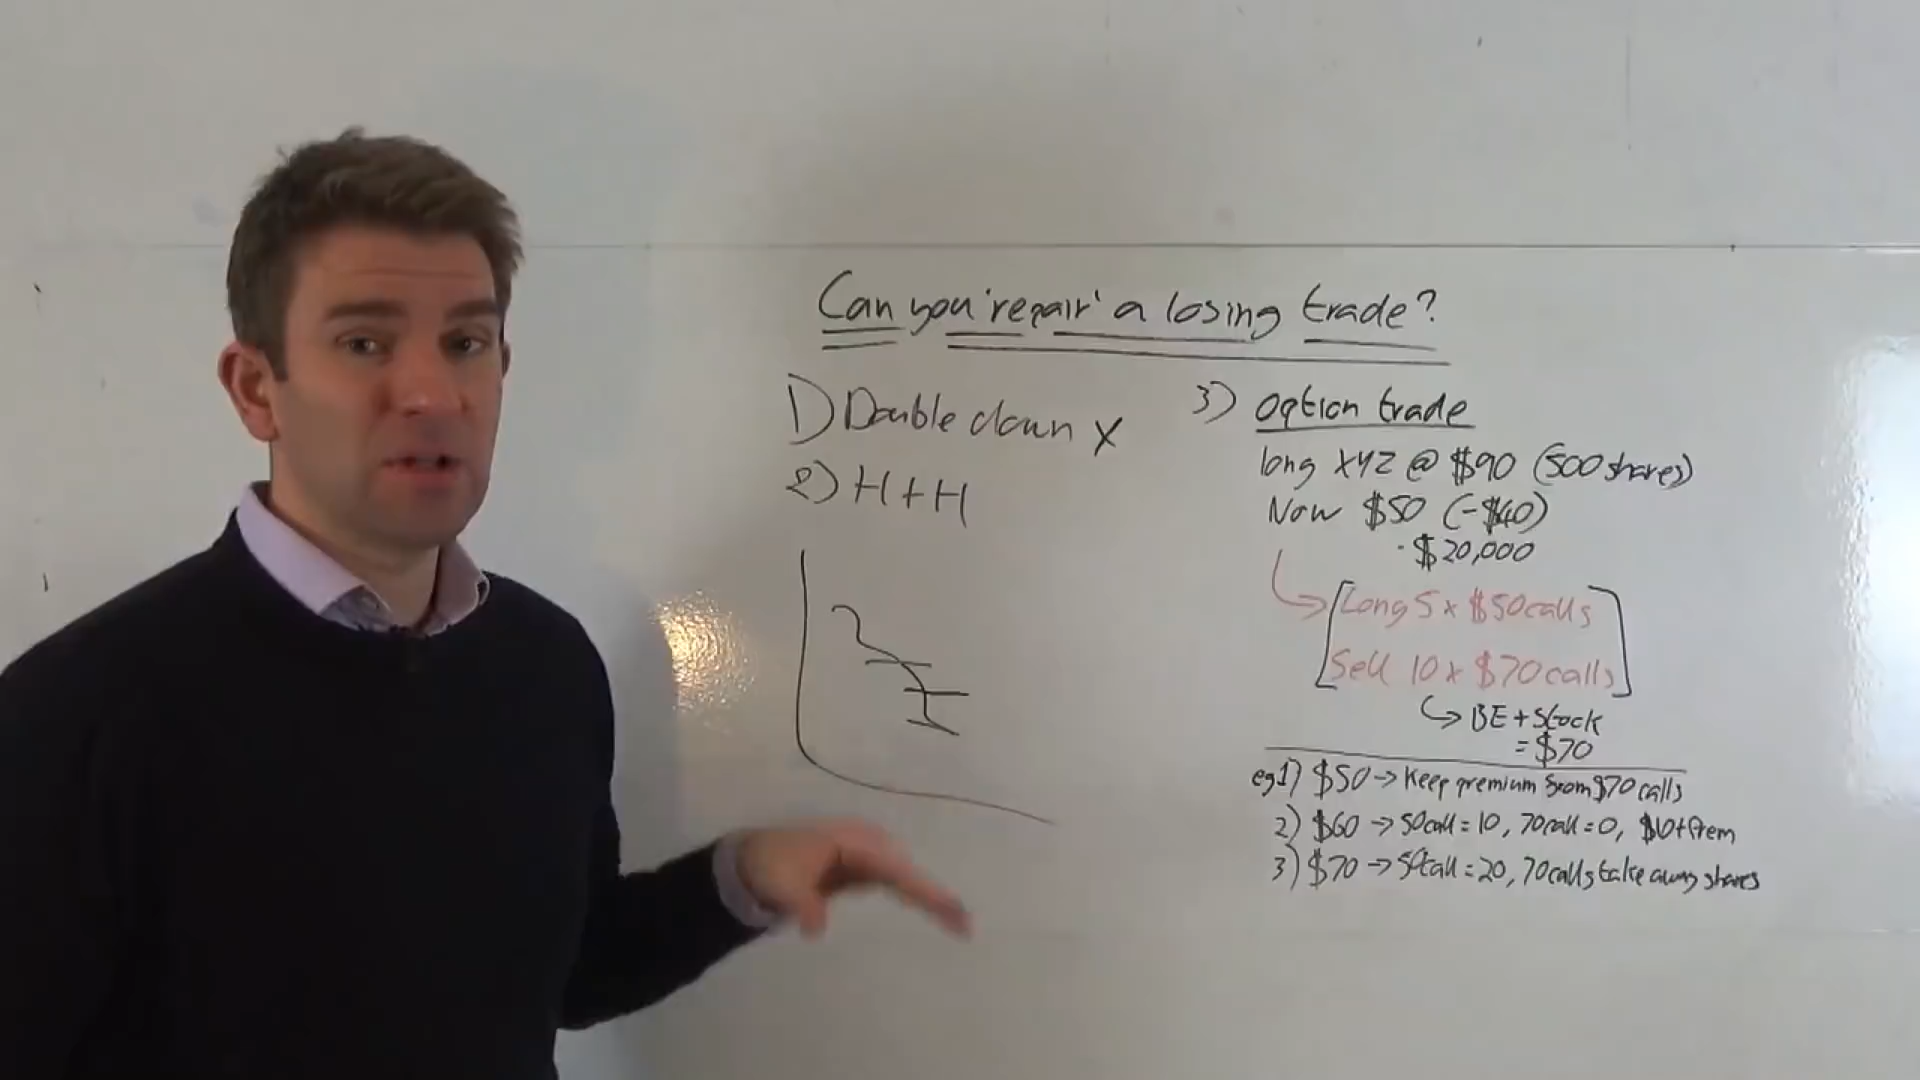 Can you 'repair' a losing trade?
1) Double down X
2) H + H
3) option trade
long XYZ @ $90 (500 shares)
Now $50 (-$40)
- $20,000
Long 5 x $50 calls
Sell 10 x $70 calls
BE + Stock
= $70
eg 1) $50 → Keep premium from $70 calls
2) $60 → 50 call = 10, 70 call = 0, $10 + Prem
3) $70 → 50 call = 20, 70 calls take away shares